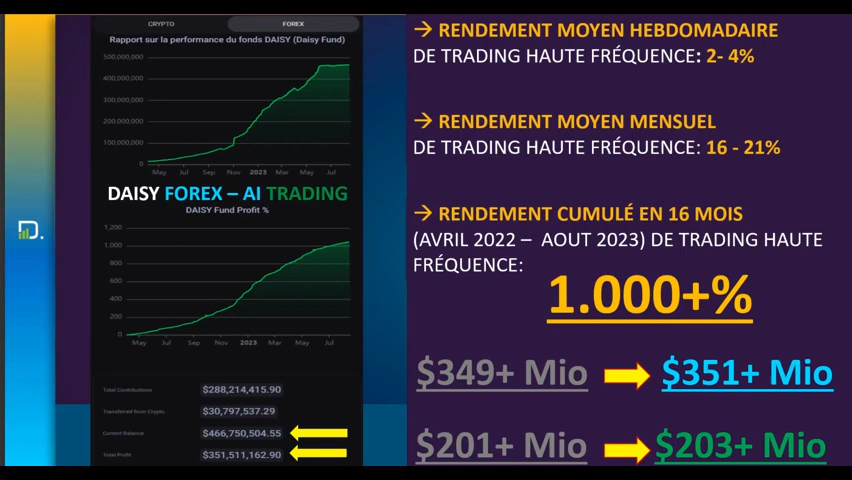 CRYPTO
FOREX
Rapport sur la performance du fonds DAISY (Daisy Fund)
500,000,000
400,000,000
300,000,000
200,000,000
100,000,000
0
May Jul Sep Nov 2023 Mar May Jul
DAISY FOREX – AI TRADING
DAISY Fund Profit %
1,200
1,000
800
600
400
200
0
May Jul Sep Nov 2023 Mar May Jul
Total Contributions $288,214,415.90
Transferred from Crypto $30,797,537.29
Current Balance $466,750,504.55
Total Profit $351,511,162.90
D.
→ RENDEMENT MOYEN HEBDOMADAIRE
DE TRADING HAUTE FRÉQUENCE: 2- 4%
→ RENDEMENT MOYEN MENSUEL
DE TRADING HAUTE FRÉQUENCE: 16 - 21%
→ RENDEMENT CUMULÉ EN 16 MOIS
(AVRIL 2022 – AOUT 2023) DE TRADING HAUTE
FRÉQUENCE:
1.000+%
$349+ Mio $351+ Mio
$201+ Mio $203+ Mio